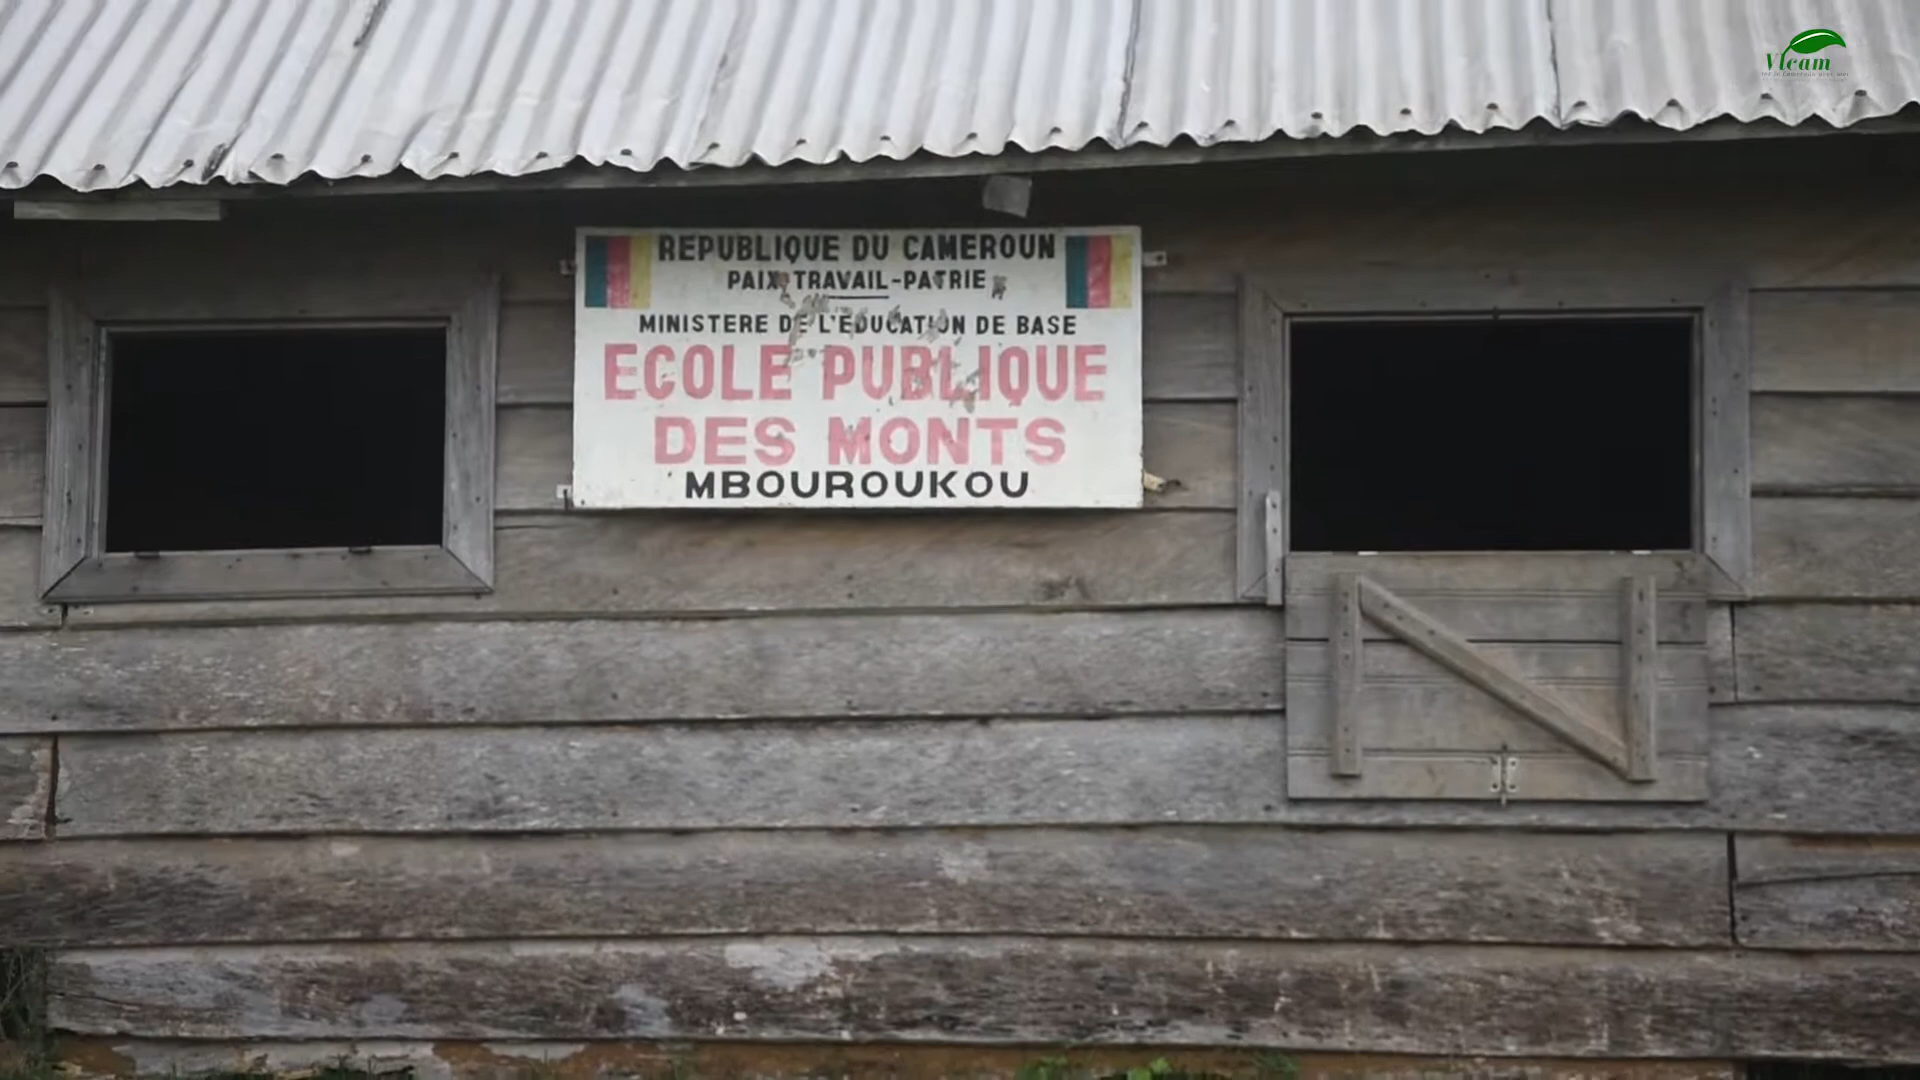 REPUBLIQUE DU CAMEROUN
PAIX-TRAVAIL-PATRIE
MINISTERE DE L'EDUCATION DE BASE
ECOLE PUBLIQUE
DES MONTS
MBOUROUKOU
Vlcam